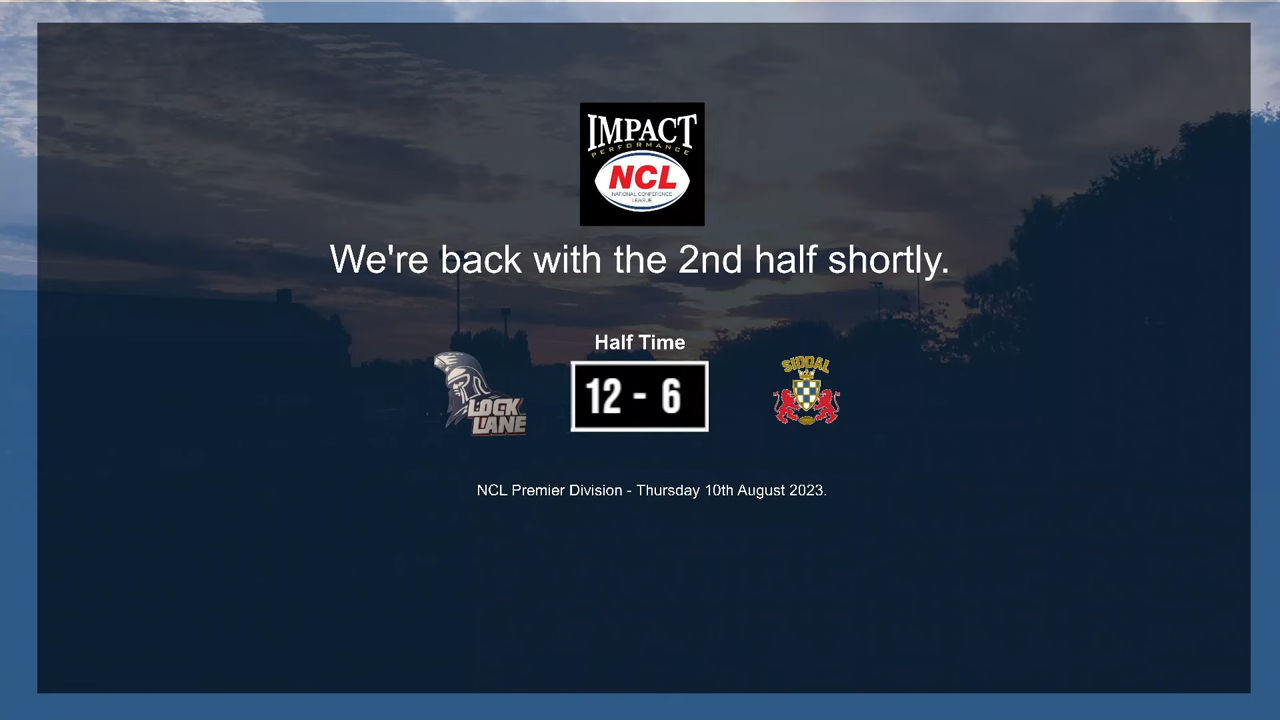 IMPACT
PERFORMANCE
NCL
NATIONAL CONFERENCE
LEAGUE
We're back with the 2nd half shortly.
Half Time
LOCK
LANE
12 - 6
SIDDAL
NCL Premier Division - Thursday 10th August 2023.